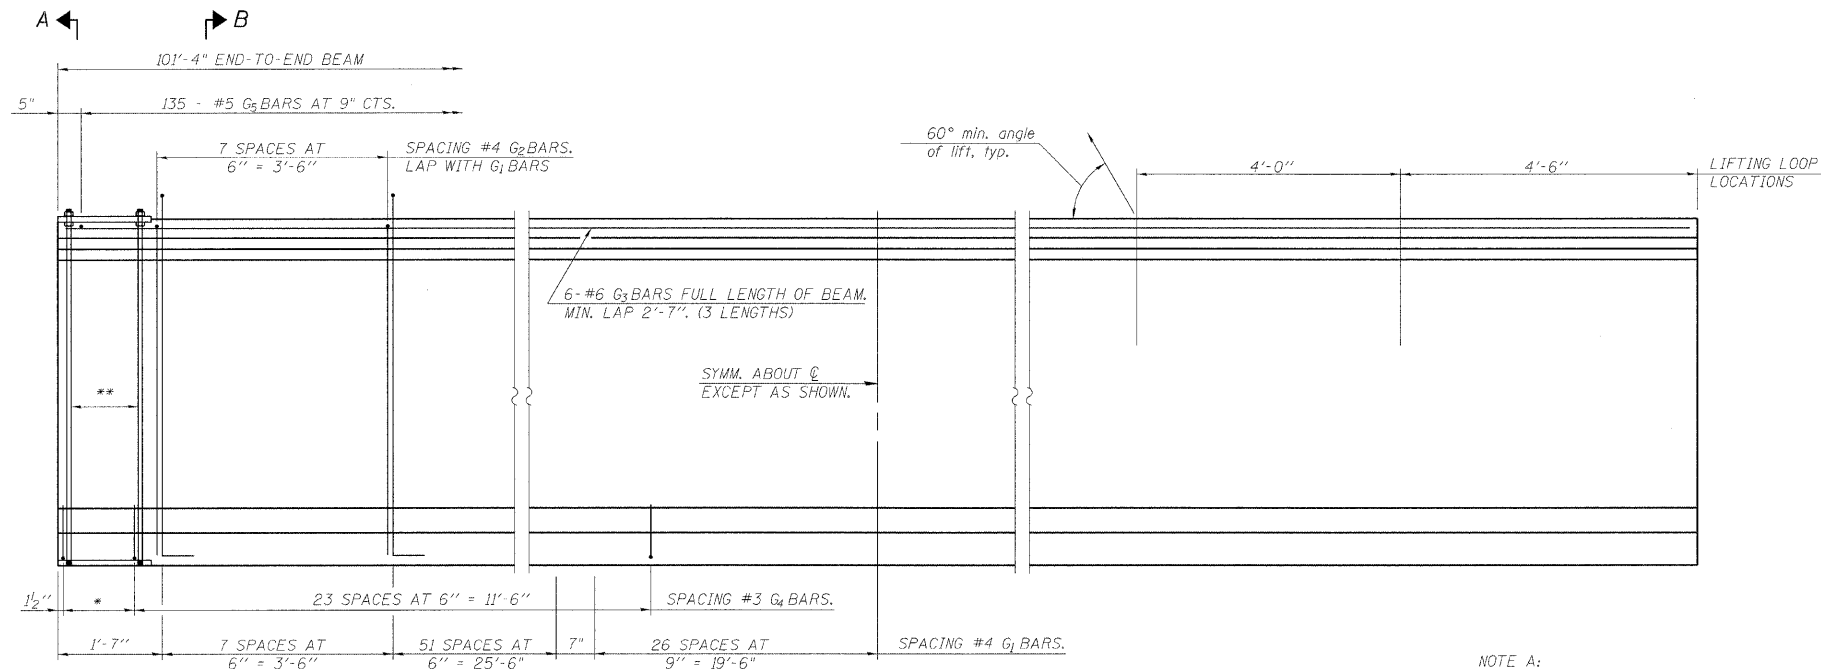 A B
101'-4" END-TO-END BEAM
5" 135 - #5 G5 BARS AT 9" CTS.
7 SPACES AT
6" = 3'-6"
SPACING #4 G2 BARS.
LAP WITH G1 BARS
60° min. angle
of lift, typ.
4'-0" 4'-6"
LIFTING LOOP
LOCATIONS
6-#6 G3 BARS FULL LENGTH OF BEAM.
MIN. LAP 2'-7". (3 LENGTHS)
SYMM. ABOUT ℄
EXCEPT AS SHOWN.
**
1½" * 23 SPACES AT 6" = 11'-6" SPACING #3 G4 BARS.
1'-7"
7 SPACES AT
6" = 3'-6"
51 SPACES AT
6" = 25'-6"
7"
26 SPACES AT
9" = 19'-6"
SPACING #4 G1 BARS.
NOTE A: